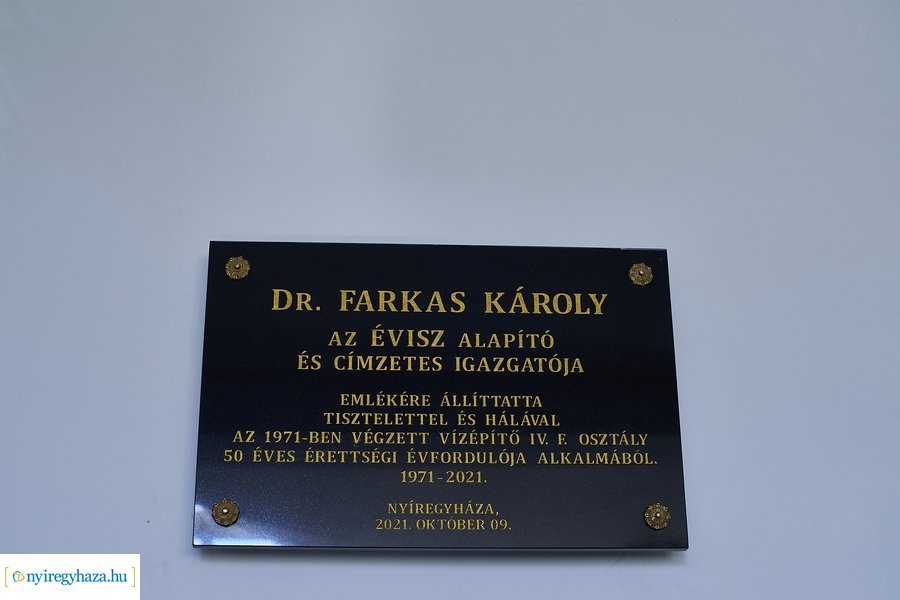 DR. FARKAS KÁROLY
AZ ÉVISZ ALAPÍTÓ
ÉS CÍMZETES IGAZGATÓJA
EMLÉKÉRE ÁLLÍTTATTA
TISZTELETTEL ÉS HÁLÁVAL
AZ 1971-BEN VÉGZETT VÍZÉPÍTŐ IV. F. OSZTÁLY
50 ÉVES ÉRETTSÉGI ÉVFORDULÓJA ALKALMÁBÓL.
1971-2021.
NYÍREGYHÁZA,
2021. OKTÓBER 09.
nyiregyhaza.hu